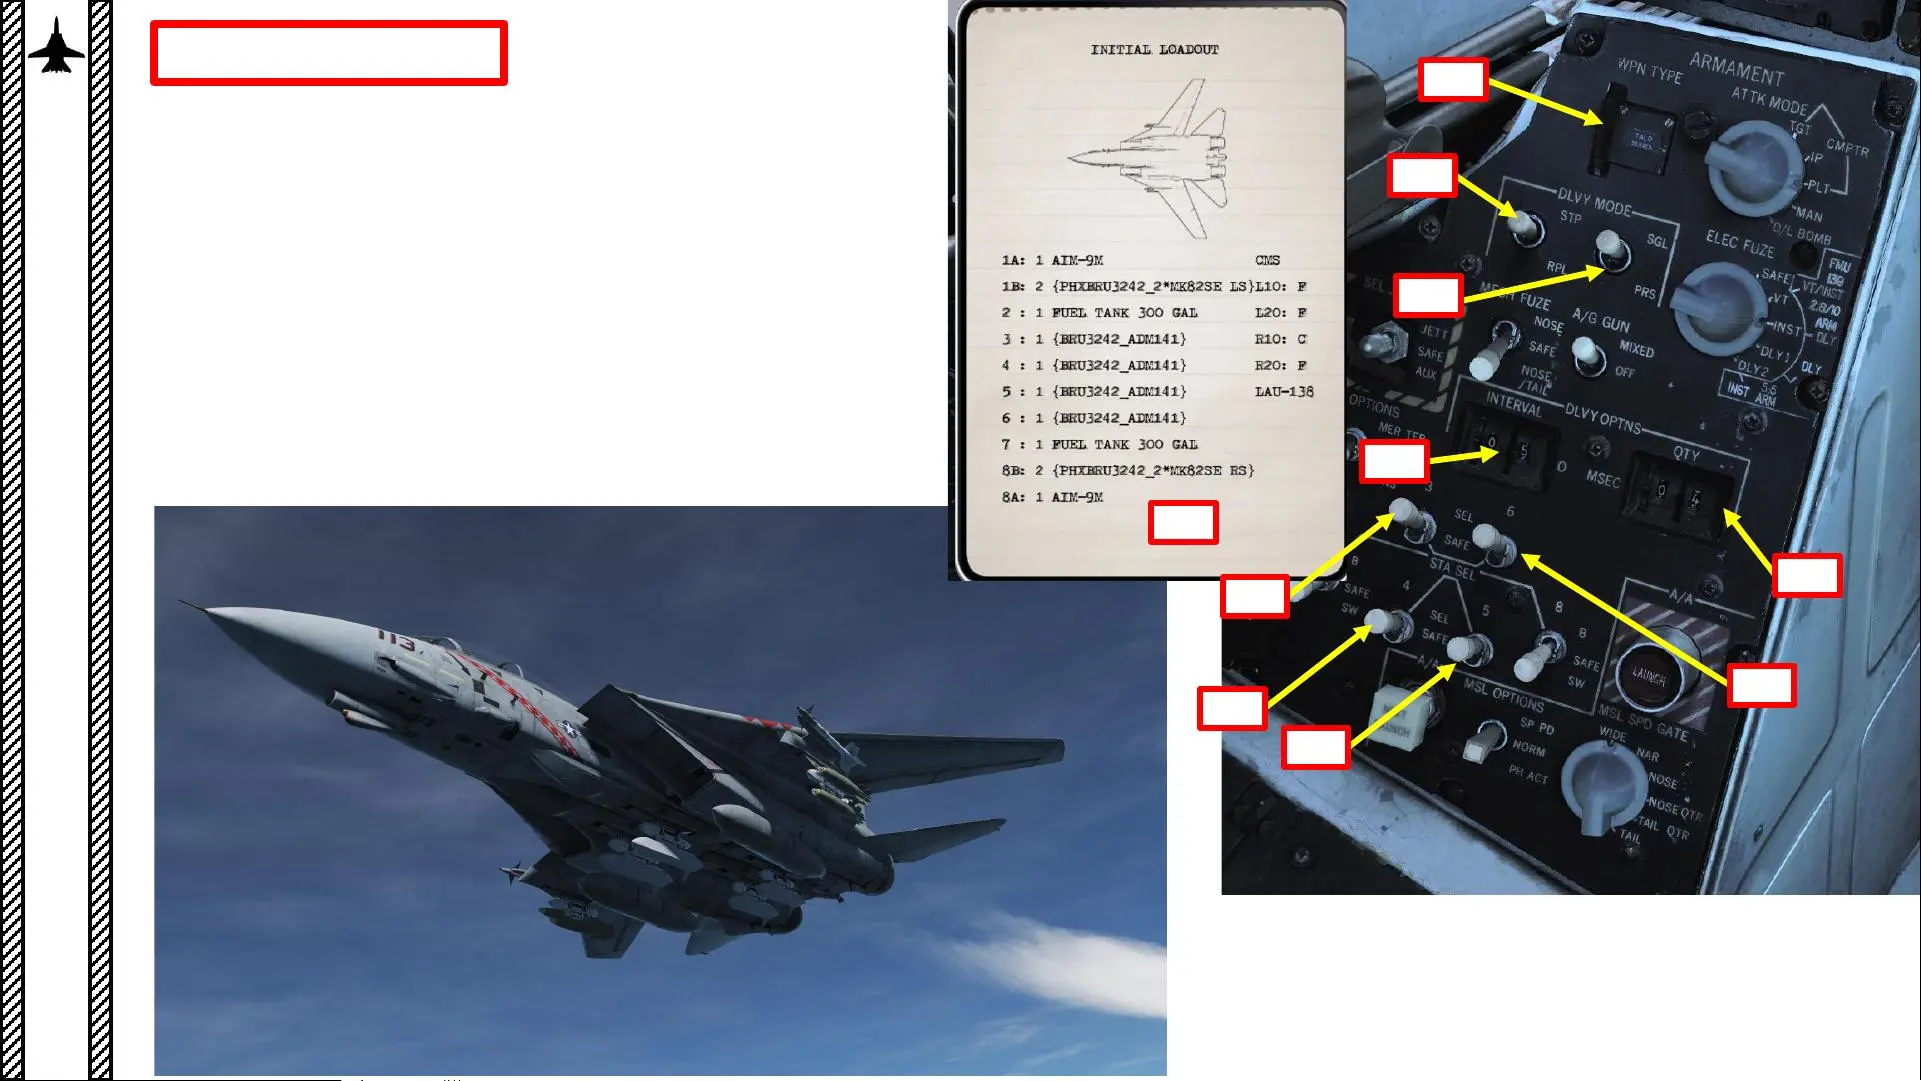 INITIAL LOADOUT
1A: 1 AIM-9M CMS
1B: 2 {PHXBRU3242_2*MK82SE LS}L10: F
2 : 1 FUEL TANK 300 GAL L20: F
3 : 1 {BRU3242_ADM141} R10: C
4 : 1 {BRU3242_ADM141} R20: F
5 : 1 {BRU3242_ADM141} LAU-138
6 : 1 {BRU3242_ADM141}
7 : 1 FUEL TANK 300 GAL
8B: 2 {PHXBRU3242_2*MK82SE RS}
8A: 1 AIM-9M
ARMAMENT
WPN TYPE
ATTK MODE
TGT
CMPTR
IP
PLT
MAN
D/L BOMB
TALD
DLVY MODE
STP
SGL
RPL
PRS
ELEC FUZE
SAFE
VT
INST
DLY1
DLY2
FMU
VT/INST
2.8/10
ARM
DLY
DLY
5.5
INST ARM
SEL
JETT
SAFE
AUX
MECH FUZE
NOSE
SAFE
NOSE
/TAIL
A/G GUN
MIXED
OFF
OPTIONS
MER TER
INTERVAL
DLVY OPTNS
QTY
0 5
O
MSEC
0 4
3
6
SEL
SAFE
STA SEL
B
SAFE
SW
4
SEL
SAFE
5
8
B
SAFE
SW
A/A
LAUNCH
MSL OPTIONS
SP PD
NORM
PH ACT
MSL SPD GATE
WIDE
NAR
NOSE
NOSE QTR
TAIL QTR
TAIL
113